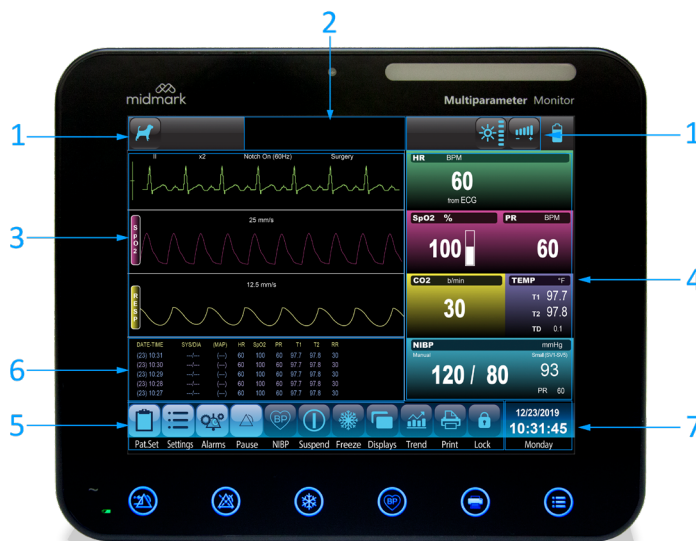 2
midmark
Multiparameter Monitor
1
1
II x2 Notch On (60Hz) Surgery
HR BPM
60
from ECG
3
SpO2
25 mm/s
SpO2 % PR BPM
100 60
4
RESP
12.5 mm/s
CO2 b/min
30
TEMP °F
T1 97.7
T2 97.8
TD 0.1
6
DATE-TIME SYS/DIA (MAP) HR SpO2 PR T1 T2 RR
(23) 10:31 ---/--- (---) 60 100 60 97.7 97.8 30
(23) 10:30 ---/--- (---) 60 100 60 97.7 97.8 30
(23) 10:29 ---/--- (---) 60 100 60 97.7 97.8 30
(23) 10:28 ---/--- (---) 60 100 60 97.7 97.8 30
(23) 10:27 ---/--- (---) 60 100 60 97.7 97.8 30
NIBP mmHg
Manual Small (SV1-SV5)
120 / 80 93
PR 60
5
BP
Pat.Set Settings Alarms Pause NIBP Suspend Freeze Displays Trend Print Lock
12/23/2019
10:31:45
Monday
7
BP